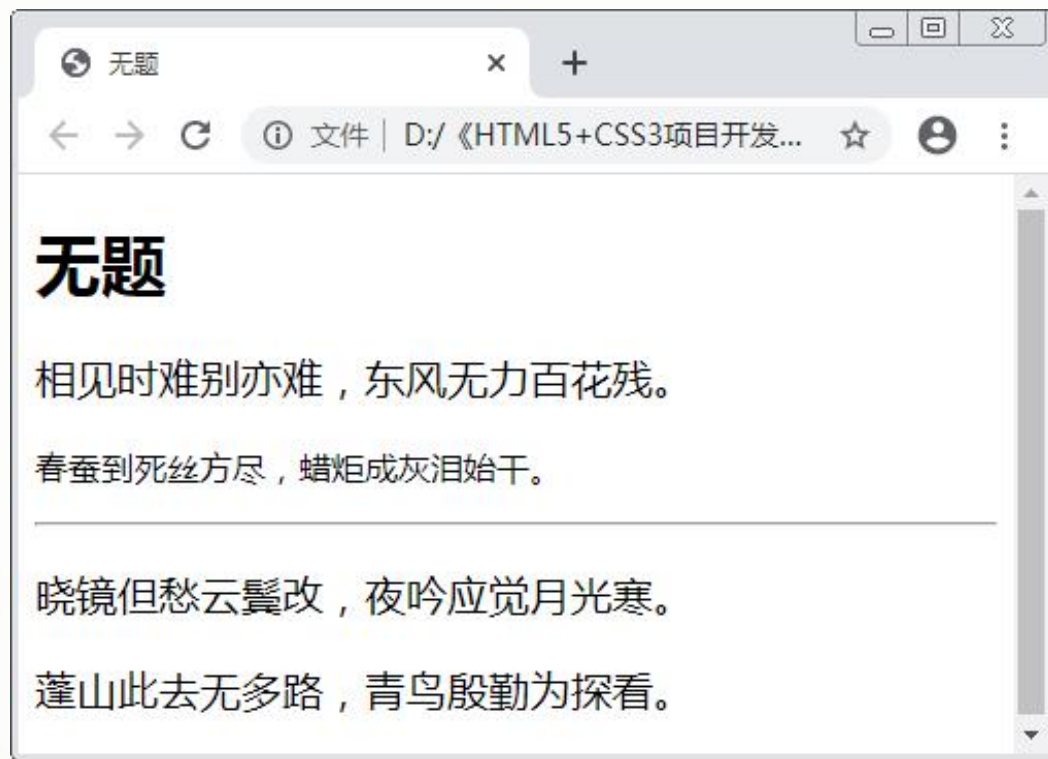 无题
文件 D:/《HTML5+CSS3项目开发...
无题
相见时难别亦难，东风无力百花残。
春蚕到死丝方尽，蜡炬成灰泪始干。
晓镜但愁云鬓改，夜吟应觉月光寒。
蓬山此去无多路，青鸟殷勤为探看。